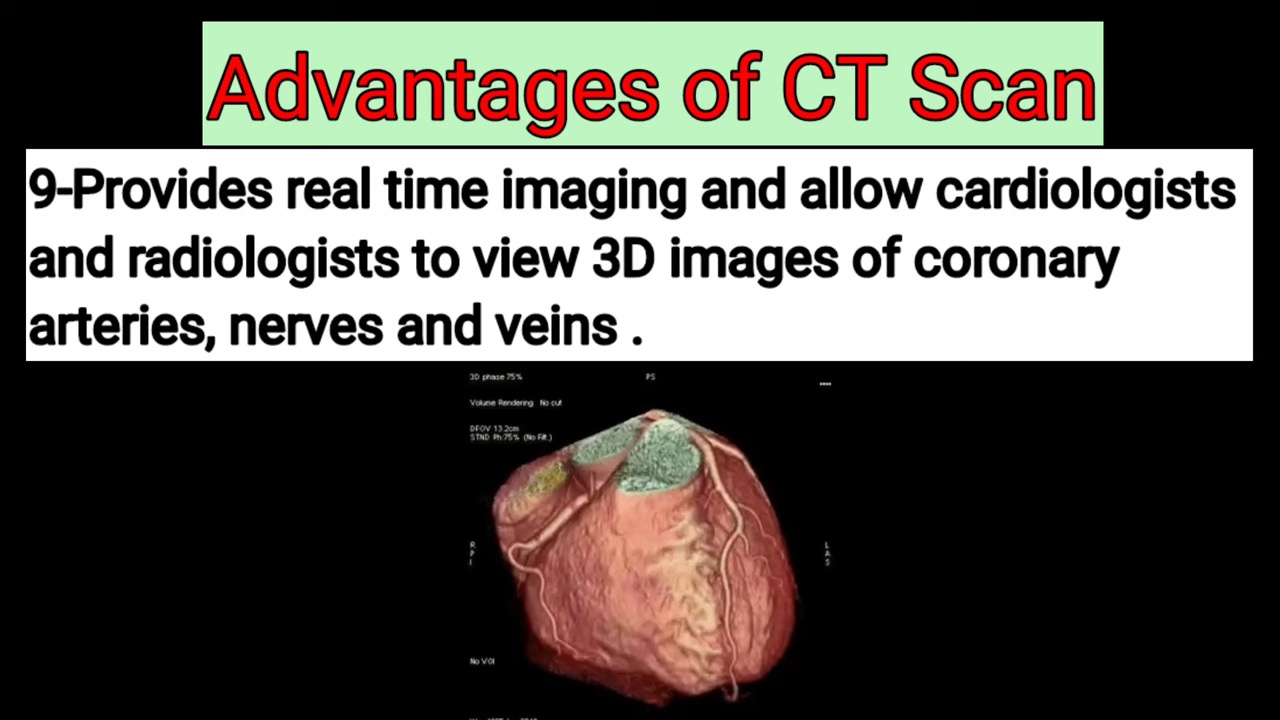 Advantages of CT Scan
9-Provides real time imaging and allow cardiologists
and radiologists to view 3D images of coronary
arteries, nerves and veins .
3D phase 75%
PS
Volume Rendering No cut
DFOV 13.2cm
STND Ph:75% (No Filt.)
R
P
I
L
A
S
No VOI